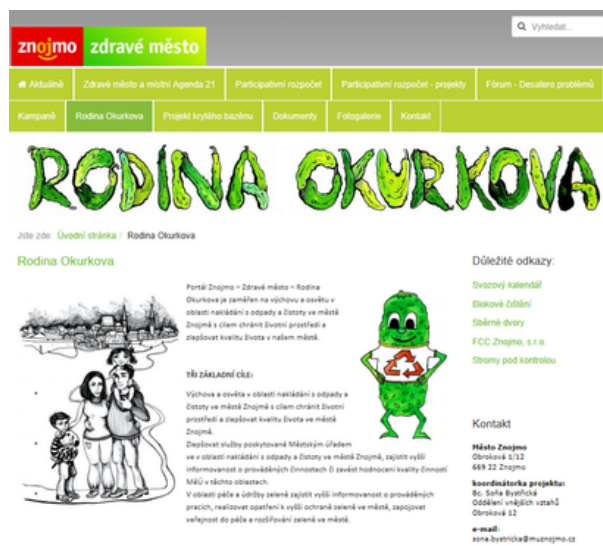 Vyhledat...
znojmo zdravé město
Aktuálně Zdravé město a místní Agenda 21 Participativní rozpočet Participativní rozpočet - projekty Fórum - Desatero problémů
Kampaně Rodina Okurkova Projekt krytého bazénu Dokumenty Fotogalerie Kontakt
RODINA OKURKOVA
Jste zde: Úvodní stránka / Rodina Okurkova
Rodina Okurkova
Portál Znojmo – Zdravé město – Rodina
Okurkova je zaměřen na výchovu a osvětu v
oblasti nakládání s odpady a čistoty ve městě
Znojmě s cílem chránit životní prostředí a
zlepšovat kvalitu života v našem městě.
TŘI ZÁKLADNÍ CÍLE:
Výchova a osvěta v oblasti nakládání s odpady a
čistoty ve městě Znojmě s cílem chránit životní
prostředí a zlepšovat kvalitu života ve městě
Znojmě.
Zlepšovat služby poskytované Městským úřadem
ve v oblasti nakládání s odpady a čistoty ve městě Znojmě, zajistit vyšší
informovanost o prováděných činnostech či zavést hodnocení kvality činností
MěÚ v těchto oblastech.
V oblasti péče a údržby zeleně zajistit vyšší informovanost o prováděných
pracích, realizovat opatření k vyšší ochraně zeleně ve městě, zapojovat
veřejnost do péče a rozšiřování zeleně ve městě.
Důležité odkazy:
Svozový kalendář
Blokové čištění
Sběrné dvory
FCC Znojmo, s.r.o.
Stromy pod kontrolou
Kontakt
Město Znojmo
Obroková 1/12
669 22 Znojmo
koordinátorka projektu:
Bc. Soňa Bystřická
Oddělení vnějších vztahů
Obroková 12
e-mail:
sona.bystricka@muznojmo.cz